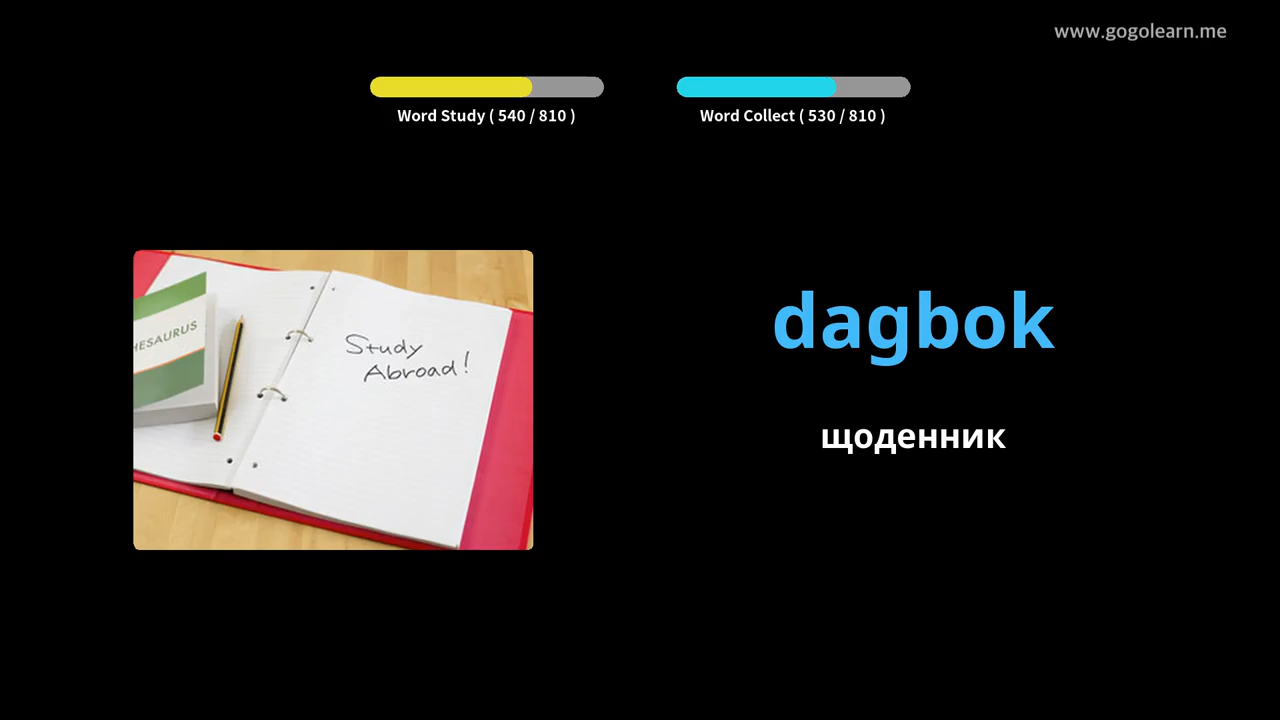 www.gogolearn.me
Word Study ( 540 / 810 )
Word Collect ( 530 / 810 )
HESAURUS
Study
Abroad!
dagbok
щоденник